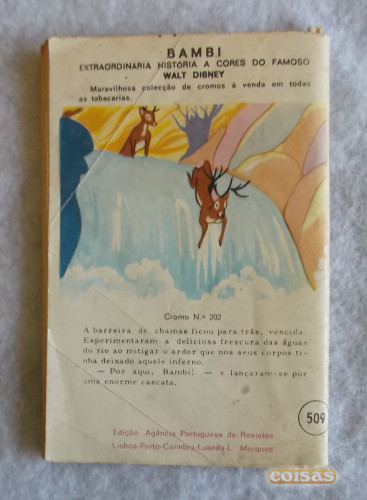 BAMBI
EXTRAORDINÁRIA HISTÓRIA A CORES DO FAMOSO
WALT DISNEY
Maravilhosa colecção de cromos à venda em todas
as tabacarias.
Cromo N.º 202
A barreira de chamas ficou para trás, vencida.
Experimentaram a deliciosa frescura das águas
do rio ao mitigar o ardor que nos seus corpos ti-
nha deixado aquele inferno.
— Por aqui, Bambi! — e lançaram-se por
uma enorme cascata.
509
Edição Agência Portuguesa de Revistas
Lisboa-Porto-Coimbra-Luanda-L. Marques
coisas